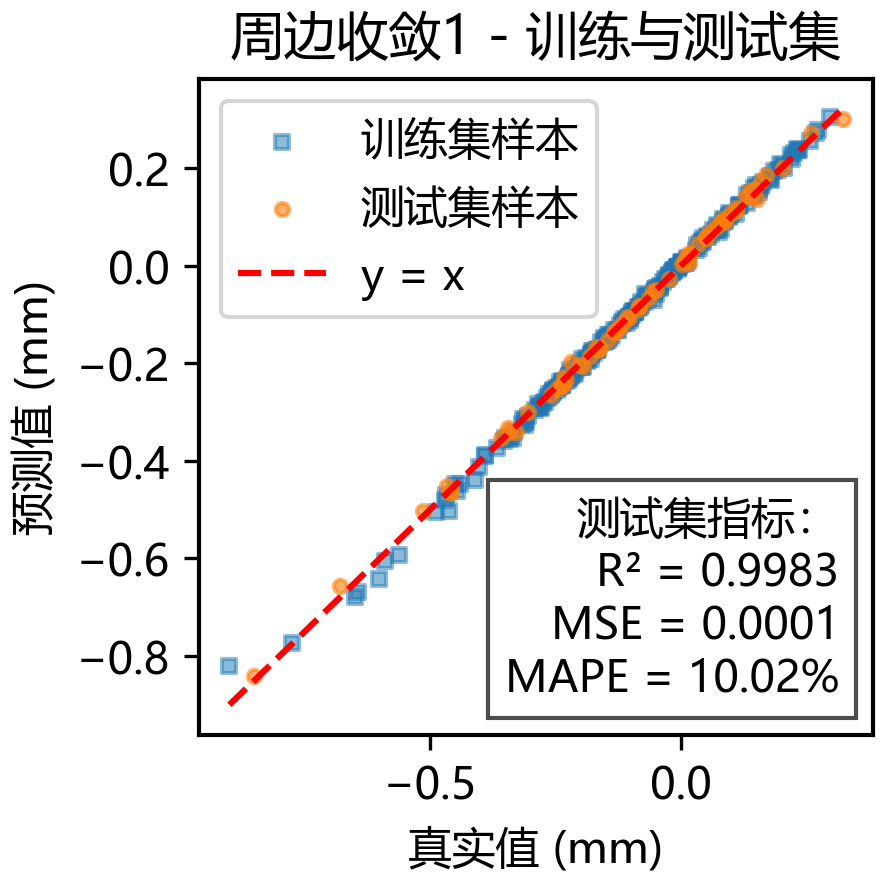 周边收敛1 - 训练与测试集
训练集样本
测试集样本
y = x
0.2
0.0
−0.2
−0.4
−0.6
−0.8
预测值 (mm)
测试集指标：
R² = 0.9983
MSE = 0.0001
MAPE = 10.02%
−0.5
0.0
真实值 (mm)